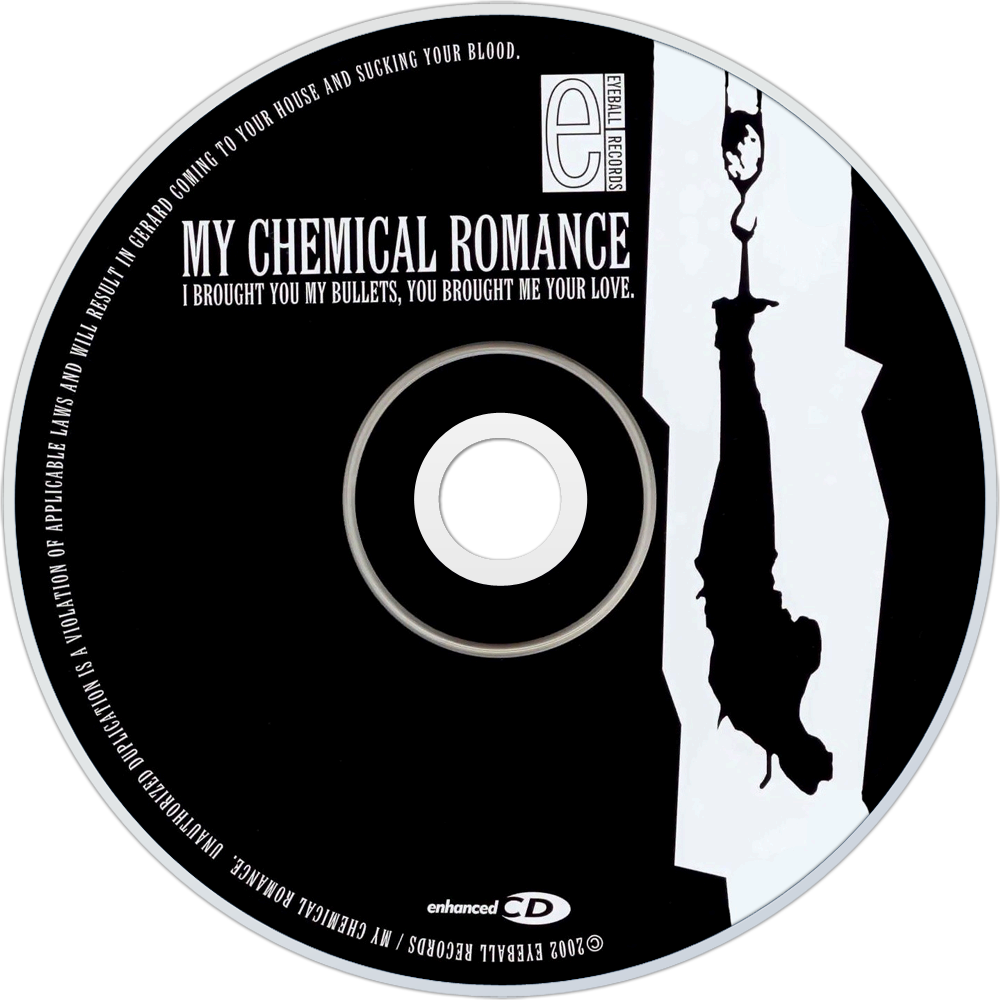 e
EYEBALL RECORDS
MY CHEMICAL ROMANCE
I BROUGHT YOU MY BULLETS, YOU BROUGHT ME YOUR LOVE.
enhanced CD
©2002 EYEBALL RECORDS / MY CHEMICAL ROMANCE. UNAUTHORIZED DUPLICATION IS A VIOLATION OF APPLICABLE LAWS AND WILL RESULT IN GERARD COMING TO YOUR HOUSE AND SUCKING YOUR BLOOD.